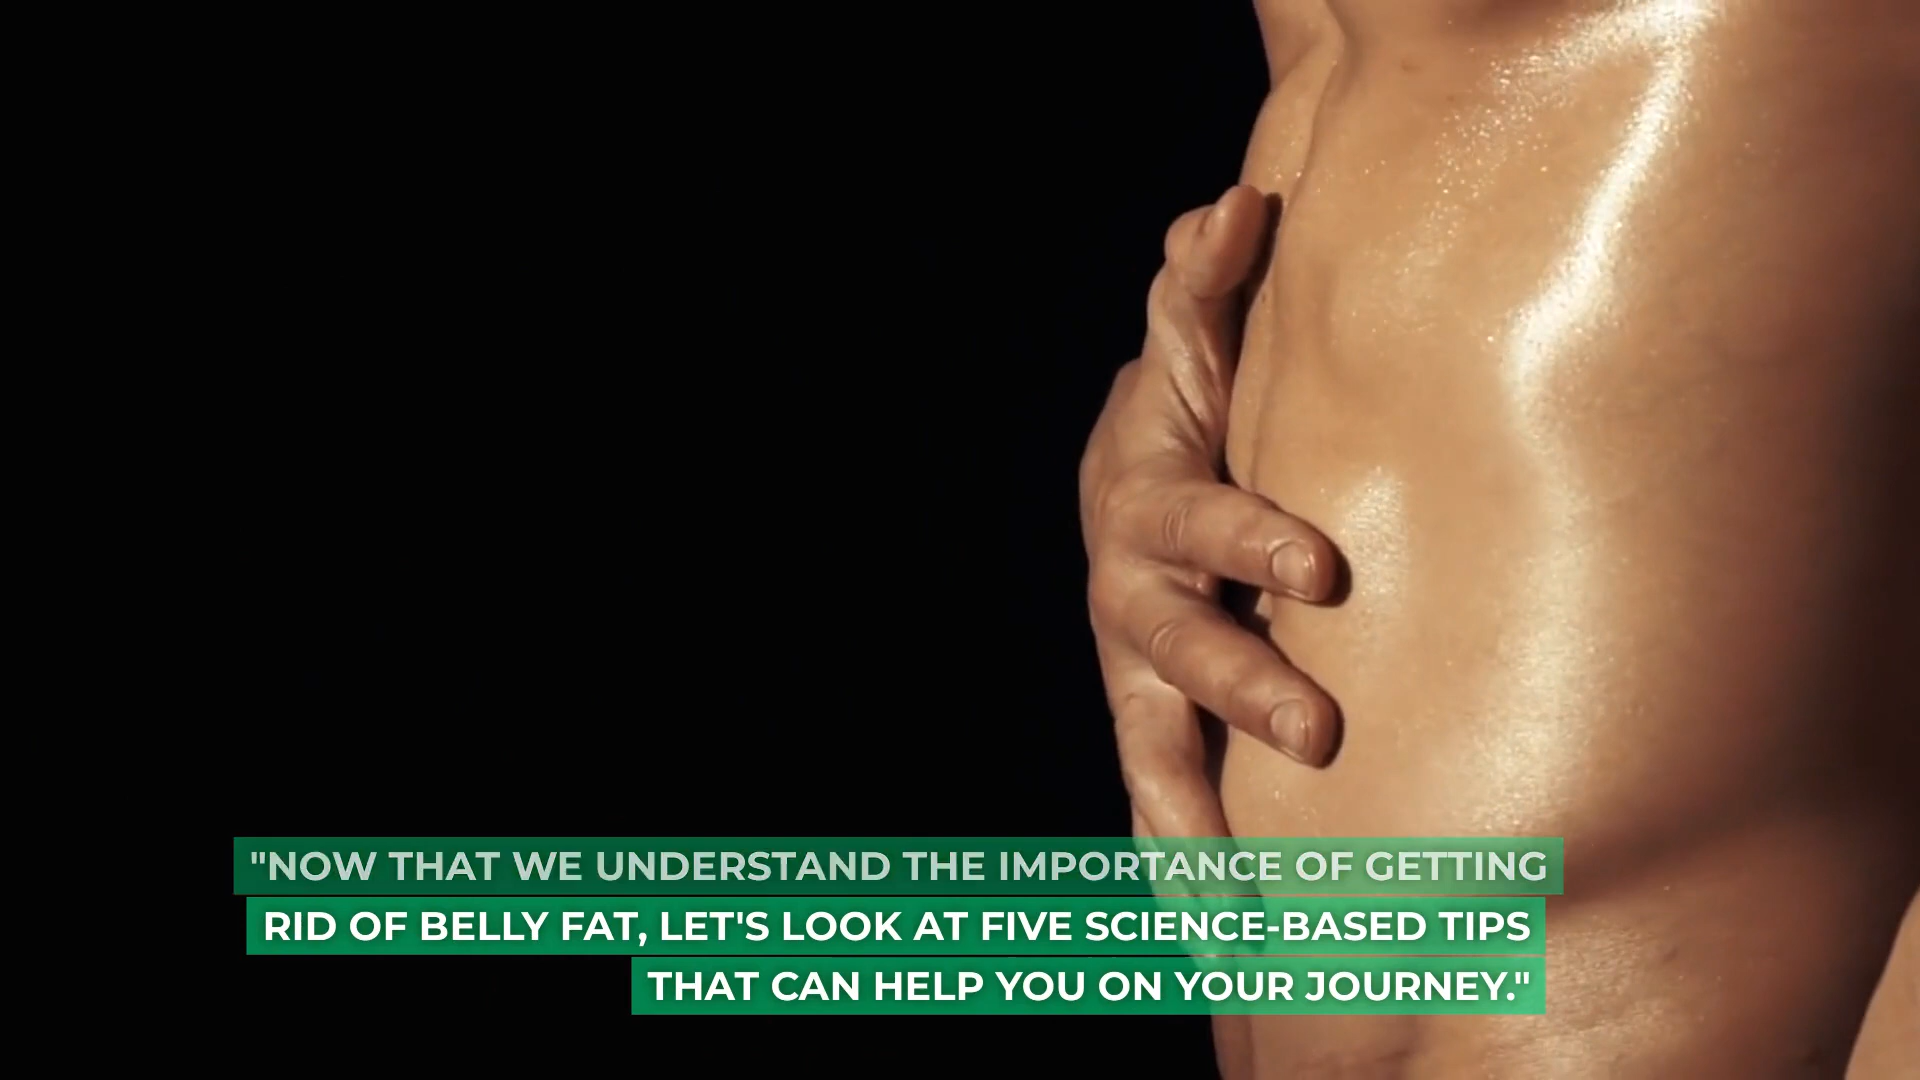 "NOW THAT WE UNDERSTAND THE IMPORTANCE OF GETTING
RID OF BELLY FAT, LET'S LOOK AT FIVE SCIENCE-BASED TIPS
THAT CAN HELP YOU ON YOUR JOURNEY."